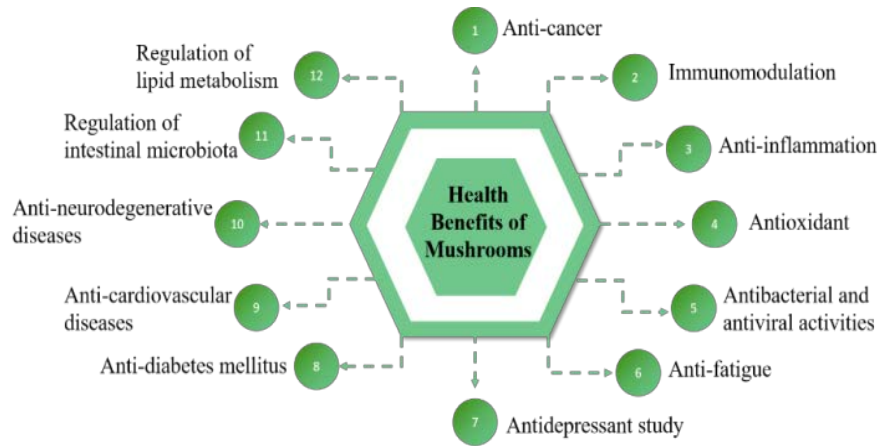 Health
Benefits of
Mushrooms
1
Anti-cancer
2
Immunomodulation
3
Anti-inflammation
4
Antioxidant
5
Antibacterial and
antiviral activities
6
Anti-fatigue
7
Antidepressant study
8
Anti-diabetes mellitus
9
Anti-cardiovascular
diseases
10
Anti-neurodegenerative
diseases
11
Regulation of
intestinal microbiota
12
Regulation of
lipid metabolism